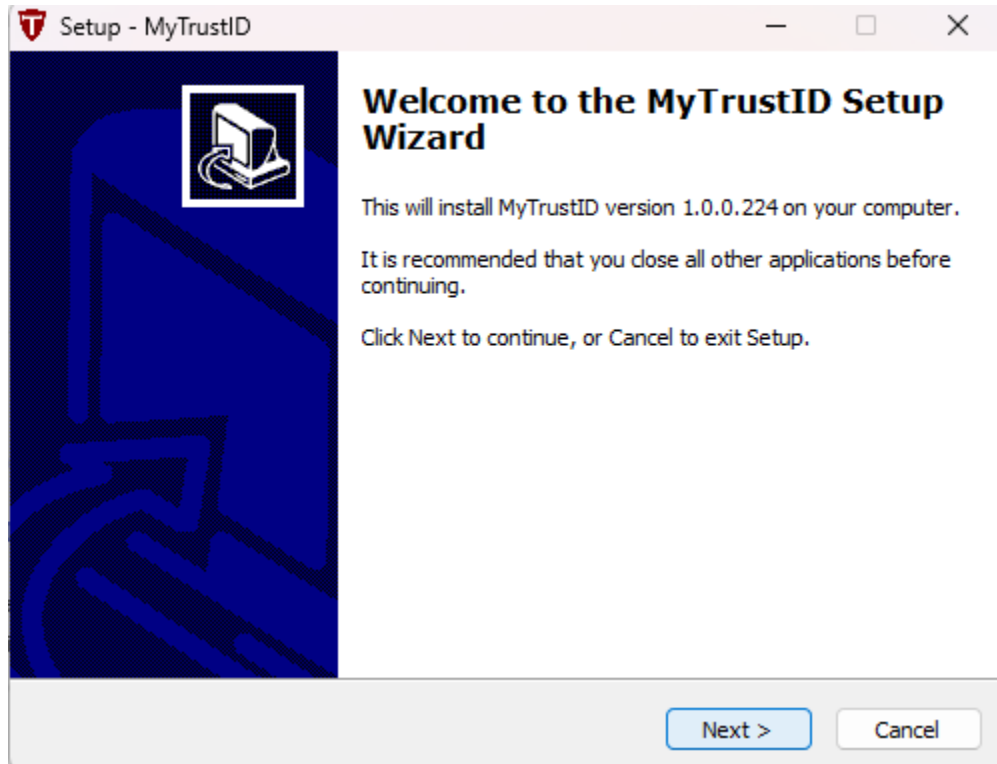 Setup - MyTrustID
Welcome to the MyTrustID Setup
Wizard
This will install MyTrustID version 1.0.0.224 on your computer.
It is recommended that you close all other applications before
continuing.
Click Next to continue, or Cancel to exit Setup.
Next >
Cancel